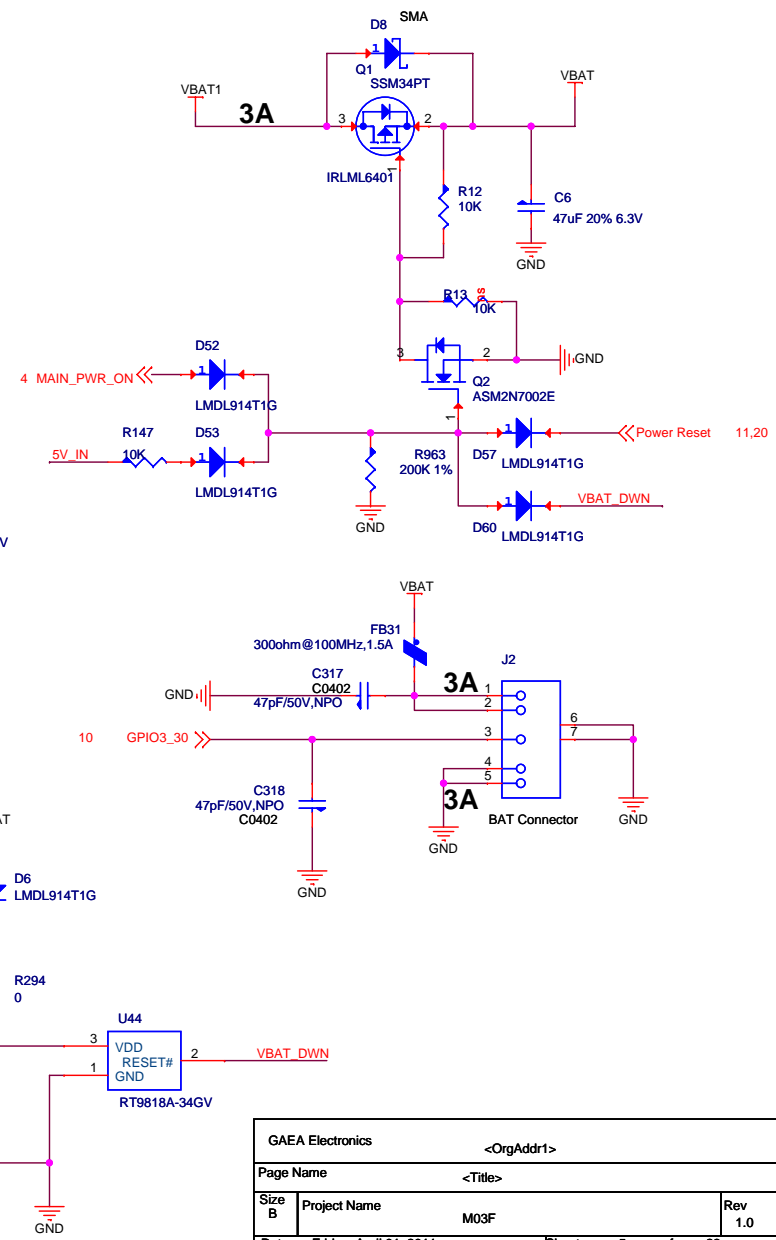 SMA
D8
1
Q1
SSM34PT
VBAT1
VBAT
3A
3
2
1
IRLML6401
R12
10K
C6
47uF 20% 6.3V
GND
R13
ns
10K
3
2
GND
Q2
ASM2N7002E
1
D52
4 MAIN_PWR_ON
1
LMDL914T1G
R147
D53
5V_IN
10K
1
LMDL914T1G
R963
200K 1%
GND
D57
1
Power Reset 11,20
LMDL914T1G
VBAT_DWN
1
D60
LMDL914T1G
V
VBAT
FB31
300ohm@100MHz,1.5A
J2
C317
C0402
47pF/50V,NPO
GND
3A
1
2
10 GPIO3_30
3
6
7
4
5
C318
47pF/50V,NPO
C0402
3A
BAT Connector
GND
GND
GND
AT
D6
LMDL914T1G
R294
0
U44
3
VDD
RESET#
2
VBAT_DWN
1
GND
RT9818A-34GV
GND
GAEA Electronics
<OrgAddr1>
Page Name
<Title>
Size
B
Project Name
M03F
Rev
1.0